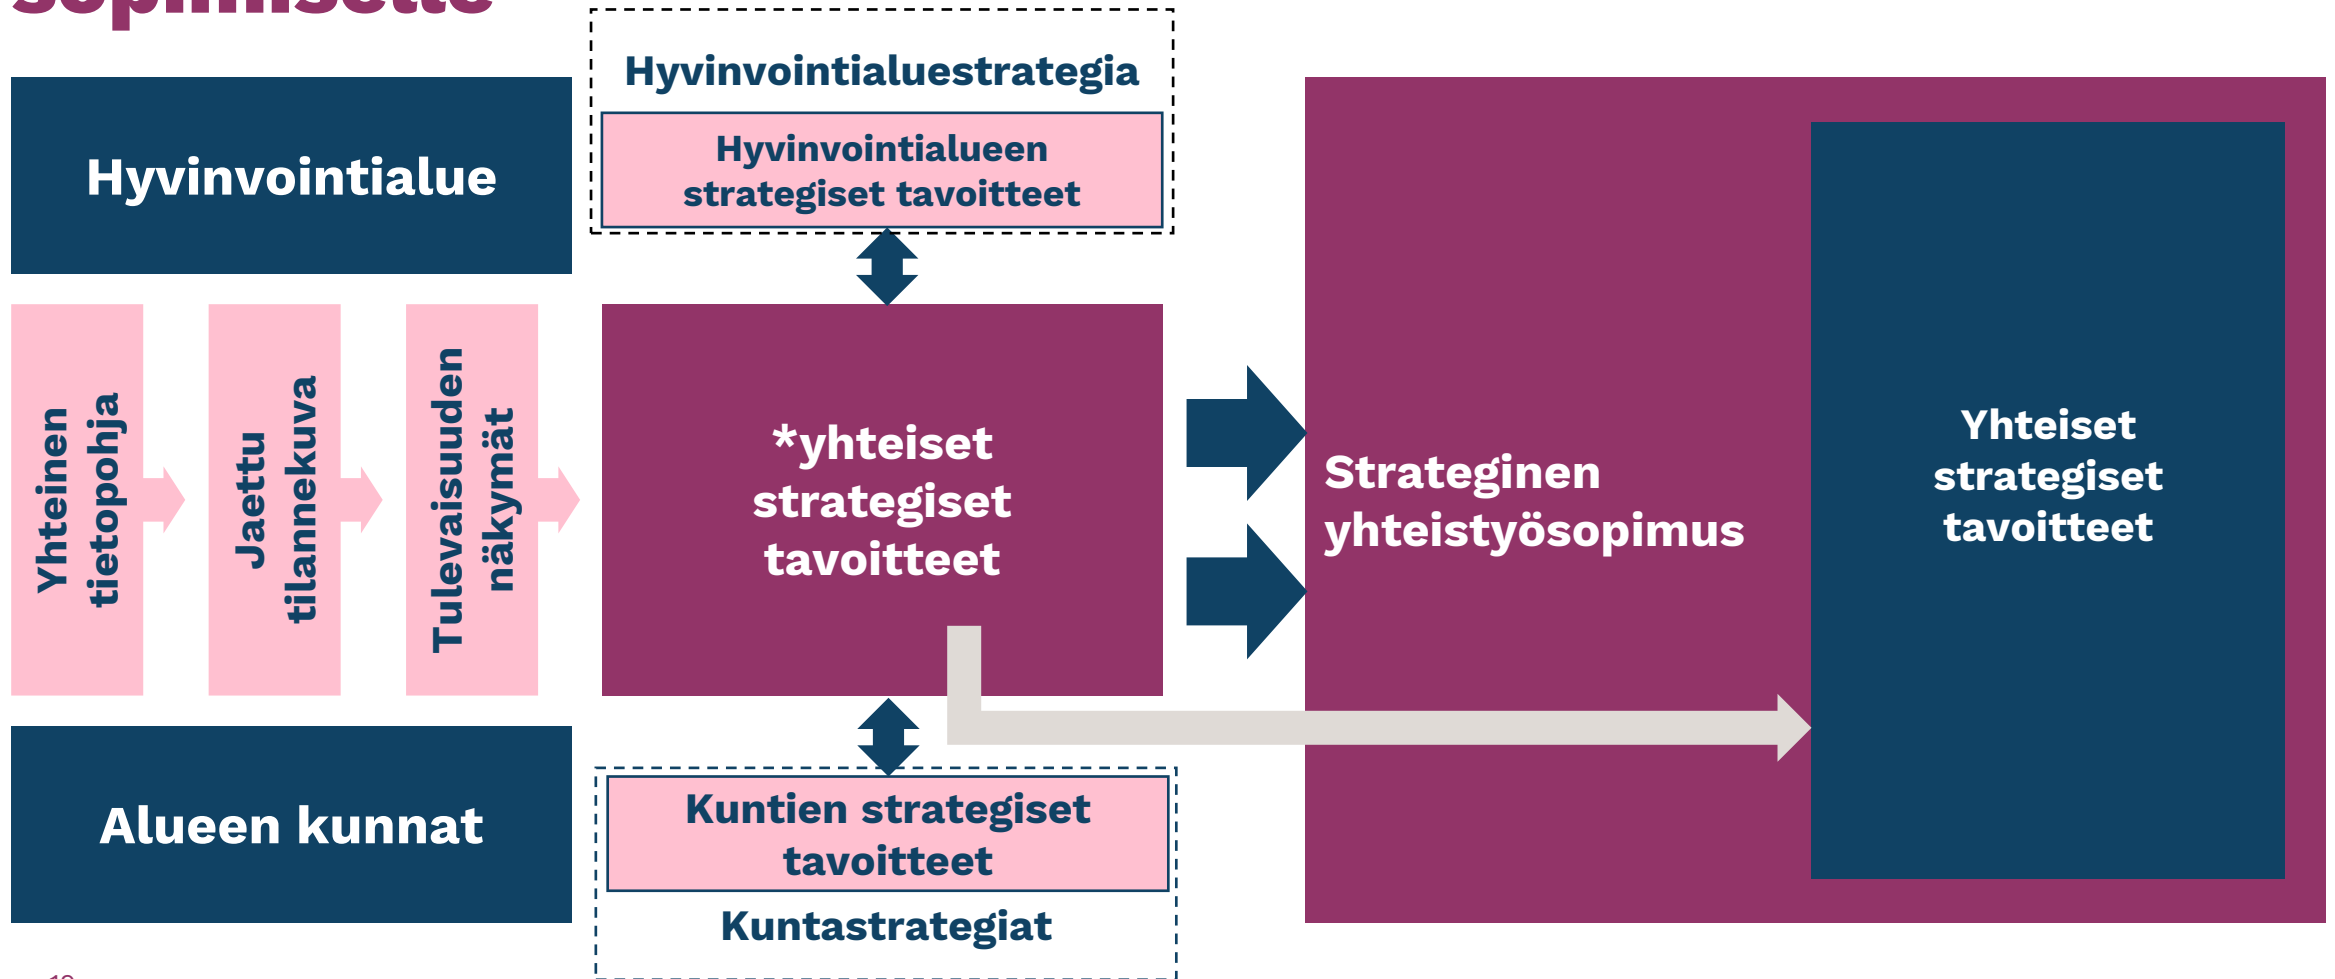 sopimiselle
Hyvinvointialue
Hyvinvointialuestrategia
Hyvinvointialueen
strategiset tavoitteet
Yhteinen
tietopohja
Jaettu
tilannekuva
Tulevaisuuden
näkymät
*yhteiset
strategiset
tavoitteet
Strateginen
yhteistyösopimus
Yhteiset
strategiset
tavoitteet
Alueen kunnat
Kuntien strategiset
tavoitteet
Kuntastrategiat